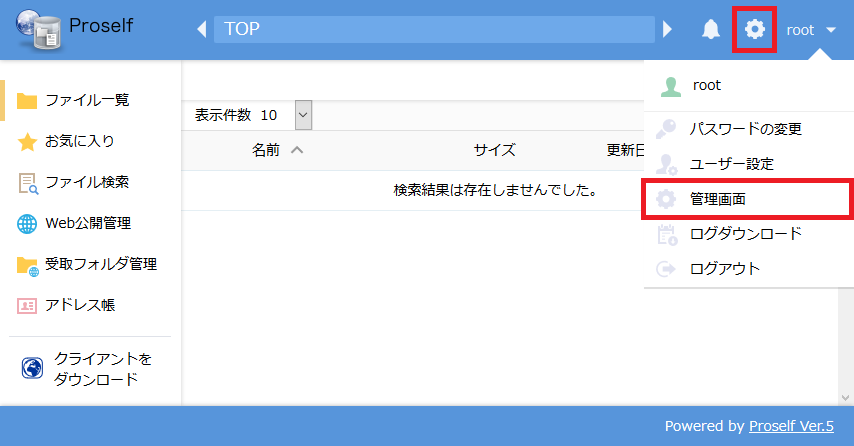 Proself
TOP
root
ファイル一覧
お気に入り
ファイル検索
Web公開管理
受取フォルダ管理
アドレス帳
クライアントを
ダウンロード
表示件数 10
名前 サイズ 更新日
検索結果は存在しませんでした。
root
パスワードの変更
ユーザー設定
管理画面
ログダウンロード
ログアウト
Powered by Proself Ver.5